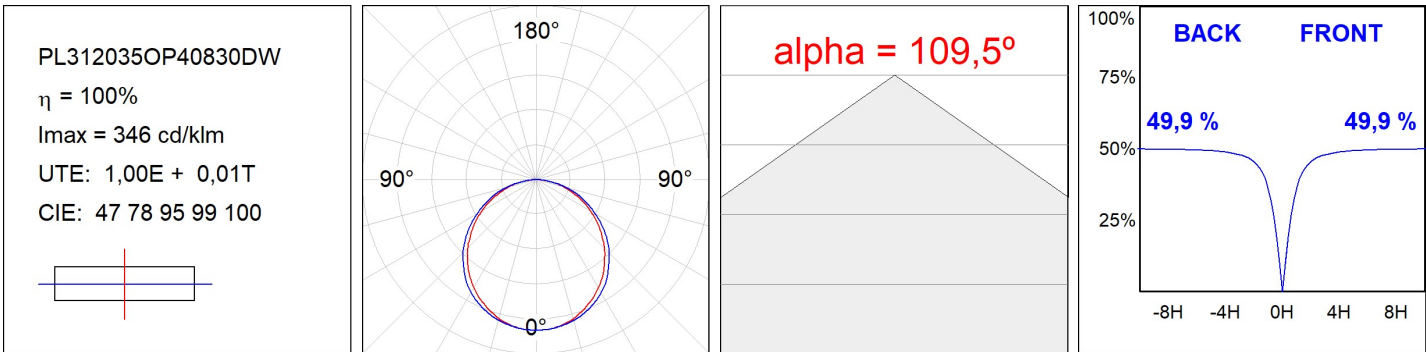 PL312035OP40830DW
η = 100%
Imax = 346 cd/klm
UTE: 1,00E + 0,01T
CIE: 47 78 95 99 100
180°
90° 90°
0°
alpha = 109,5º
100%
BACK FRONT
75%
49,9 % 49,9 %
50%
25%
-8H -4H 0H 4H 8H